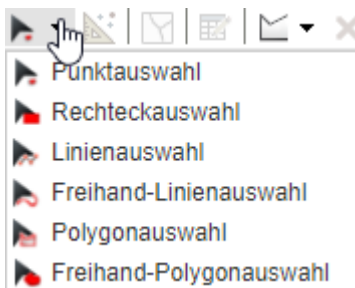 Punktauswahl
Rechteckauswahl
Linienauswahl
Freihand-Linienauswahl
Polygonauswahl
Freihand-Polygonauswahl